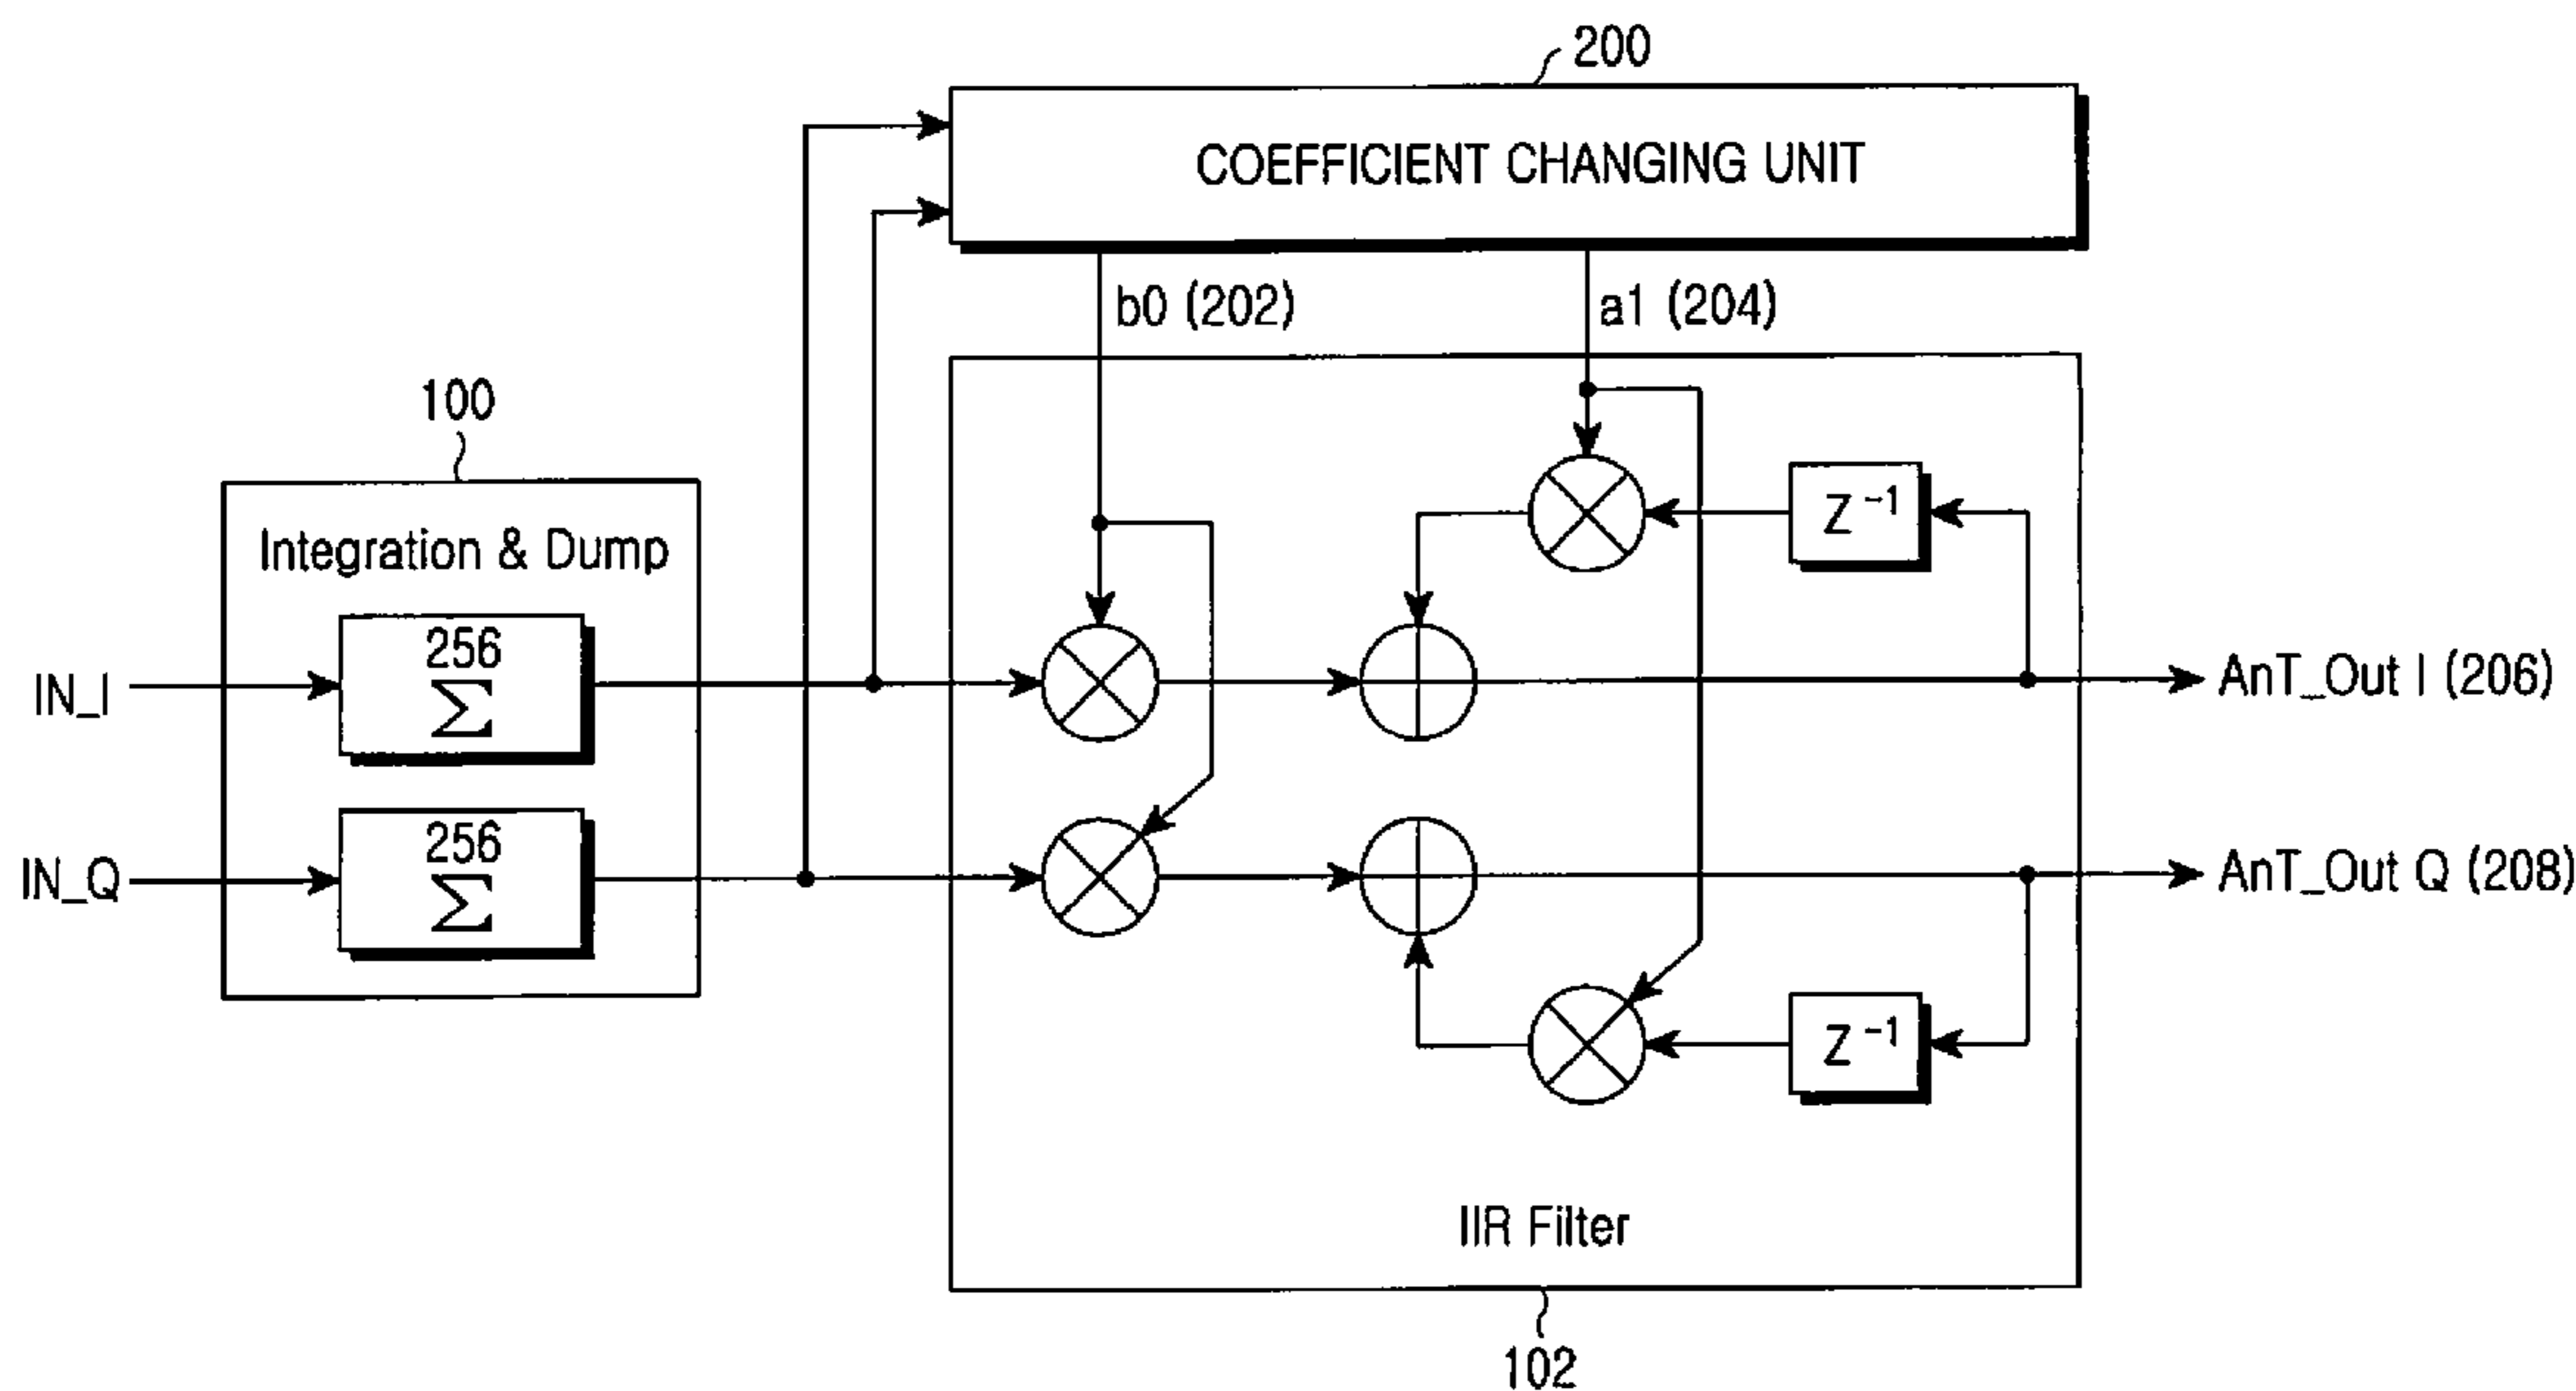 200
COEFFICIENT CHANGING UNIT
b0 (202)
a1 (204)
100
Integration & Dump
256
Σ
IN_I
256
Σ
IN_Q
Z⁻¹
AnT_Out I (206)
AnT_Out Q (208)
Z⁻¹
IIR Filter
102